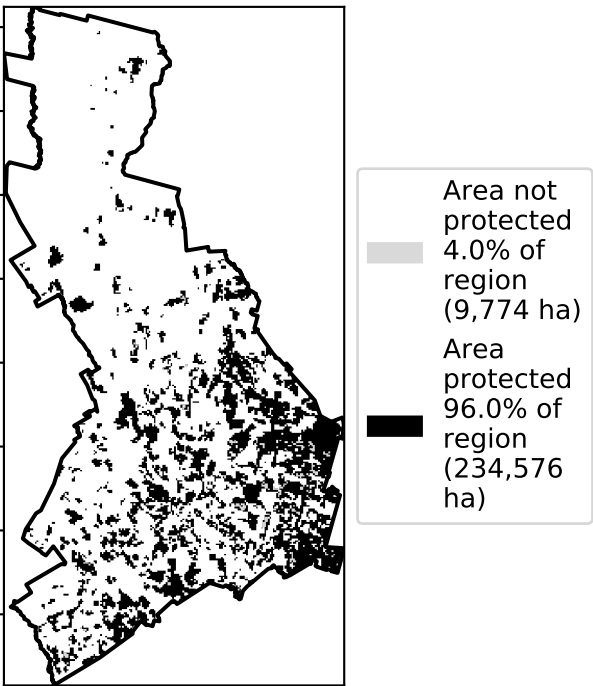 Area not
protected
4.0% of
region
(9,774 ha)
Area
protected
96.0% of
region
(234,576
ha)